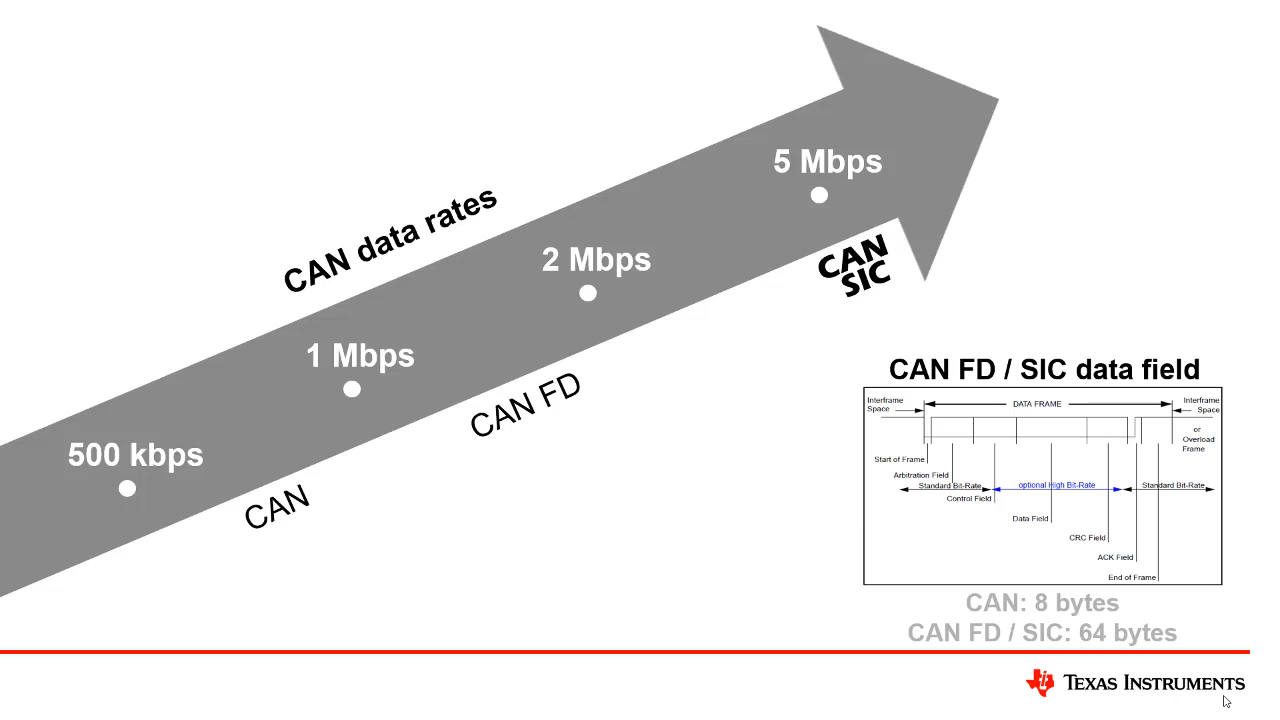 CAN data rates
500 kbps
1 Mbps
2 Mbps
5 Mbps
CAN
CAN FD
CAN
SIC
CAN FD / SIC data field
Interframe
Space
DATA FRAME
Interframe
Space
or
Overload
Frame
Start of Frame
Arbitration Field
Standard Bit-Rate
optional High Bit-Rate
Standard Bit-Rate
Control Field
Data Field
CRC Field
ACK Field
End of Frame
CAN: 8 bytes
CAN FD / SIC: 64 bytes
TEXAS INSTRUMENTS